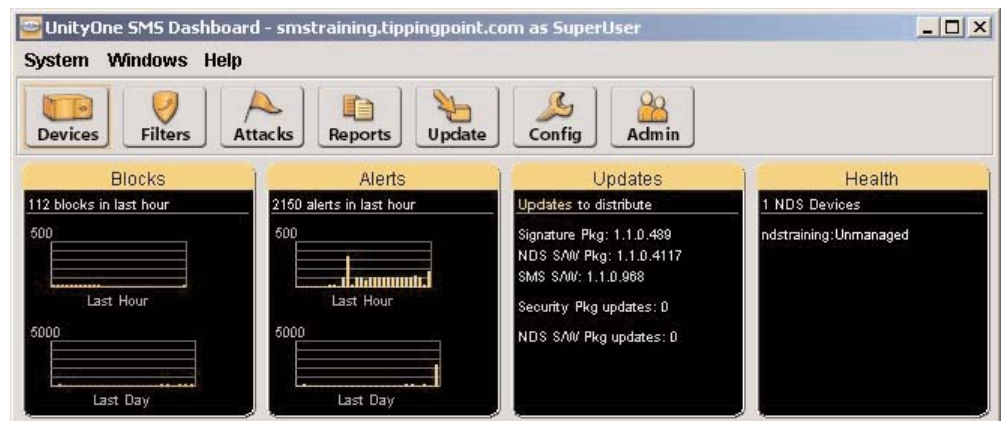 UnityOne SMS Dashboard - smstraining.tippingpoint.com as SuperUser
System Windows Help
Devices Filters Attacks Reports Update Config Admin
Blocks
112 blocks in last hour
500
Last Hour
5000
Last Day
Alerts
2150 alerts in last hour
500
Last Hour
5000
Last Day
Updates
Updates to distribute
Signature Pkg: 1.1.0.489
NDS S/W Pkg: 1.1.0.4117
SMS S/W: 1.1.0.968
Security Pkg updates: 0
NDS S/W Pkg updates: 0
Health
1 NDS Devices
ndstraining:Unmanaged